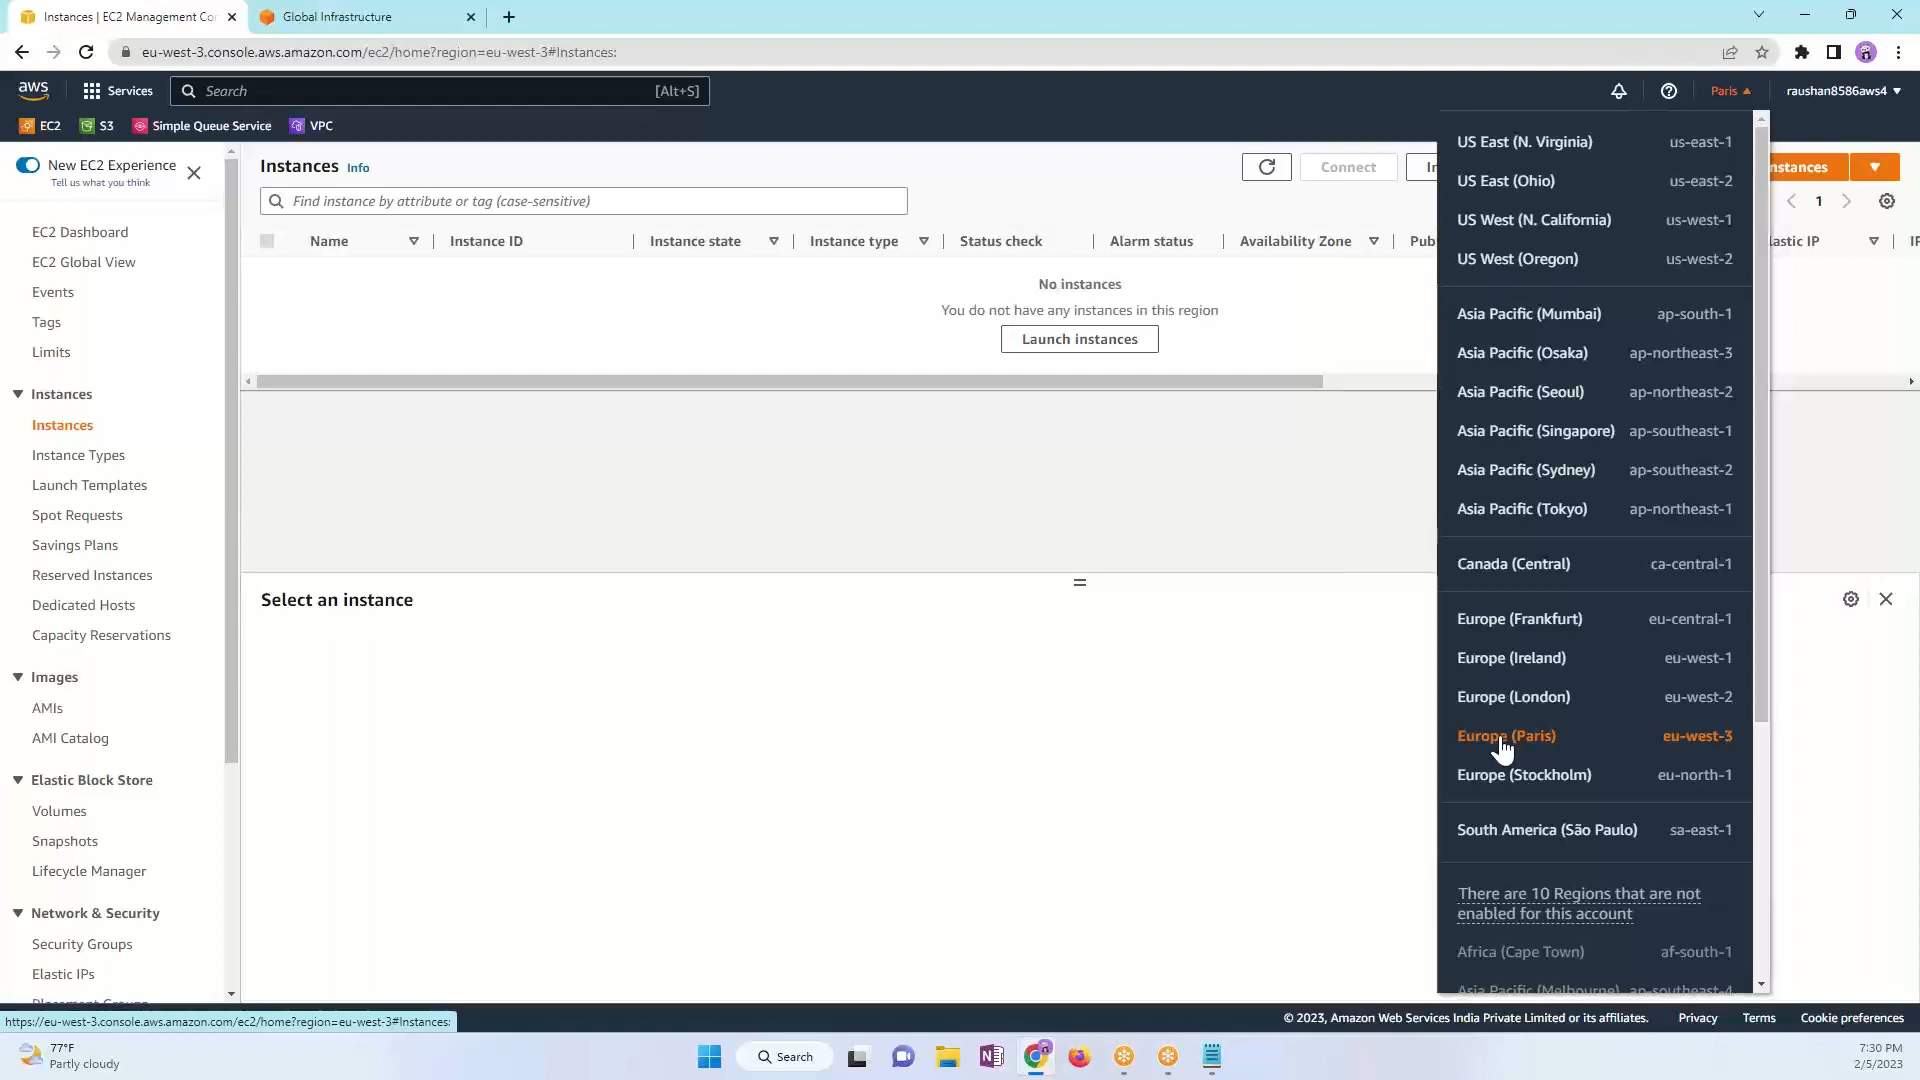 Instances | EC2 Management Con
Global Infrastructure
eu-west-3.console.aws.amazon.com/ec2/home?region=eu-west-3#Instances:
aws
Services
Search
[Alt+S]
Paris
raushan8586aws4
EC2
S3
Simple Queue Service
VPC
New EC2 Experience
Tell us what you think
EC2 Dashboard
EC2 Global View
Events
Tags
Limits
Instances
Instances
Instance Types
Launch Templates
Spot Requests
Savings Plans
Reserved Instances
Dedicated Hosts
Capacity Reservations
Images
AMIs
AMI Catalog
Elastic Block Store
Volumes
Snapshots
Lifecycle Manager
Network & Security
Security Groups
Elastic IPs
Placement Groups
Instances Info
Connect
In
nstances
Find instance by attribute or tag (case-sensitive)
1
Name
Instance ID
Instance state
Instance type
Status check
Alarm status
Availability Zone
Pub
lastic IP
IP
No instances
You do not have any instances in this region
Launch instances
Select an instance
US East (N. Virginia) us-east-1
US East (Ohio) us-east-2
US West (N. California) us-west-1
US West (Oregon) us-west-2
Asia Pacific (Mumbai) ap-south-1
Asia Pacific (Osaka) ap-northeast-3
Asia Pacific (Seoul) ap-northeast-2
Asia Pacific (Singapore) ap-southeast-1
Asia Pacific (Sydney) ap-southeast-2
Asia Pacific (Tokyo) ap-northeast-1
Canada (Central) ca-central-1
Europe (Frankfurt) eu-central-1
Europe (Ireland) eu-west-1
Europe (London) eu-west-2
Europe (Paris) eu-west-3
Europe (Stockholm) eu-north-1
South America (São Paulo) sa-east-1
There are 10 Regions that are not
enabled for this account
Africa (Cape Town) af-south-1
Asia Pacific (Melbourne) ap-southeast-4
https://eu-west-3.console.aws.amazon.com/ec2/home?region=eu-west-3#Instances:
© 2023, Amazon Web Services India Private Limited or its affiliates.
Privacy
Terms
Cookie preferences
77°F
Partly cloudy
Search
7:30 PM
2/5/2023